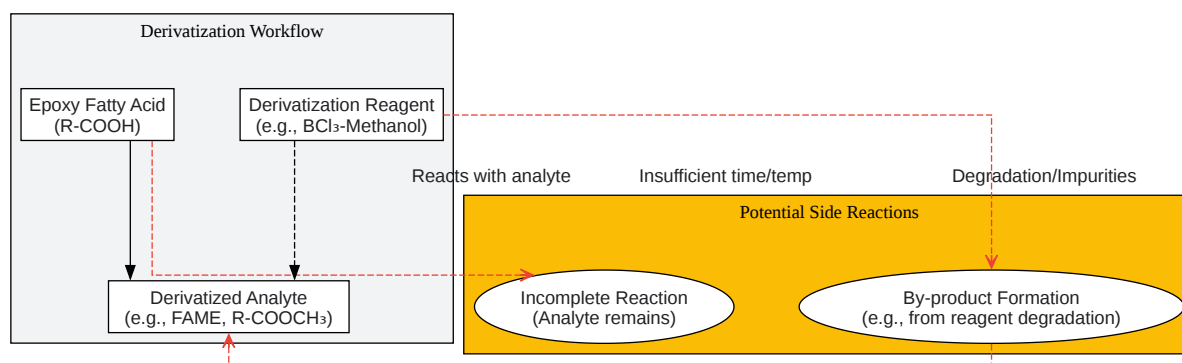 Derivatization Workflow
Epoxy Fatty Acid
(R-COOH)
Derivatization Reagent
(e.g., BCl₃-Methanol)
Reacts with analyte
Insufficient time/temp
Degradation/Impurities
Potential Side Reactions
Derivatized Analyte
(e.g., FAME, R-COOCH₃)
Incomplete Reaction
(Analyte remains)
By-product Formation
(e.g., from reagent degradation)